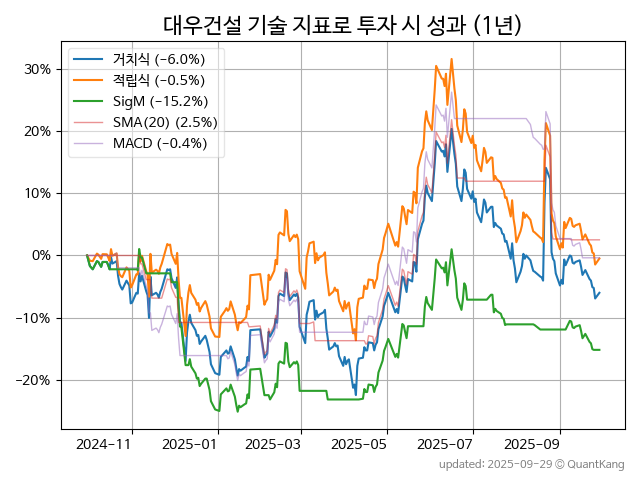 대우건설 기술 지표로 투자 시 성과 (1년)
거치식 (−6.0%)
적립식 (−0.5%)
SigM (−15.2%)
SMA(20) (2.5%)
MACD (−0.4%)
30%
20%
10%
0%
−10%
−20%
2024-11 2025-01 2025-03 2025-05 2025-07 2025-09
updated: 2025-09-29 © QuantKang